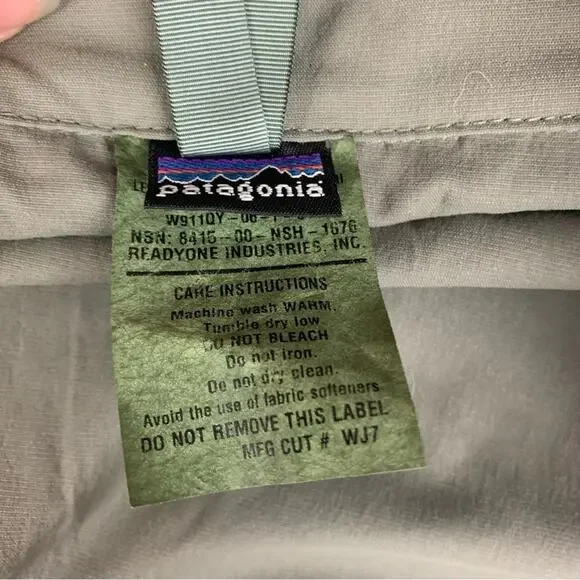 patagonia
W911QY-06-
NSN: 8415-00-NSH-1676
READYONE INDUSTRIES, INC.
CARE INSTRUCTIONS
Machine wash WARM.
Tumble dry low
DO NOT BLEACH
Do not iron.
Do not dry clean.
Avoid the use of fabric softeners
DO NOT REMOVE THIS LABEL
MFG CUT # WJ7